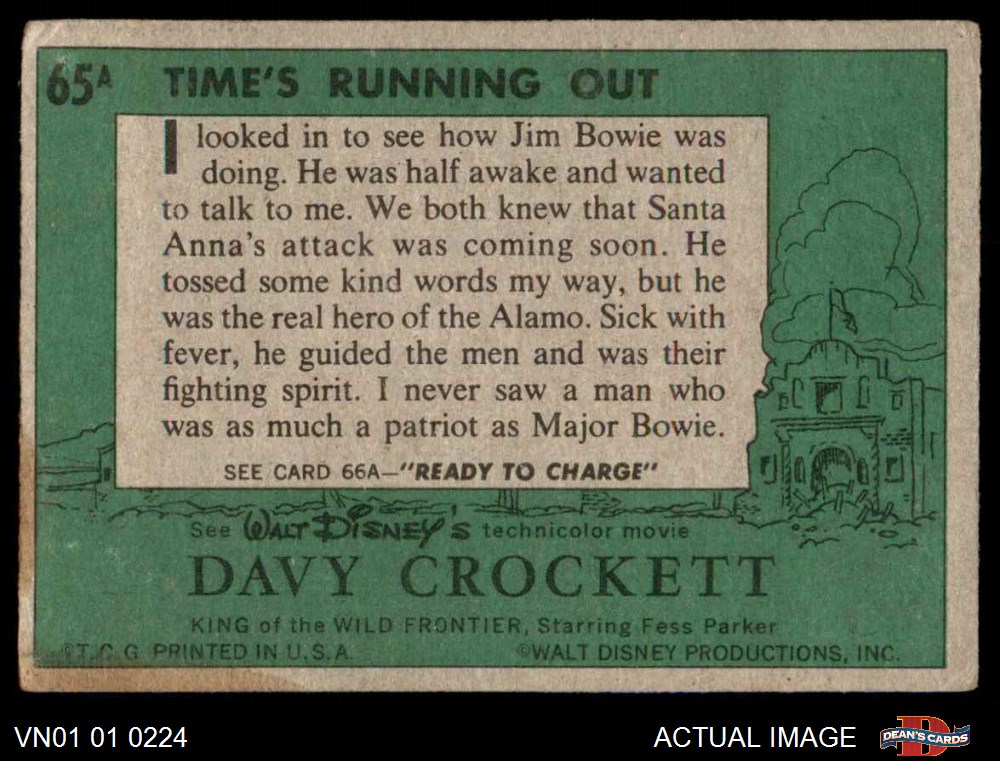 65A TIME'S RUNNING OUT
I looked in to see how Jim Bowie was
doing. He was half awake and wanted
to talk to me. We both knew that Santa
Anna's attack was coming soon. He
tossed some kind words my way, but he
was the real hero of the Alamo. Sick with
fever, he guided the men and was their
fighting spirit. I never saw a man who
was as much a patriot as Major Bowie.
SEE CARD 66A—"READY TO CHARGE"
See WALT DISNEY'S technicolor movie
DAVY CROCKETT
KING of the WILD FRONTIER, Starring Fess Parker
©T.C.G. PRINTED IN U.S.A. ©WALT DISNEY PRODUCTIONS, INC.
VN01 01 0224 ACTUAL IMAGE DEAN'S CARDS